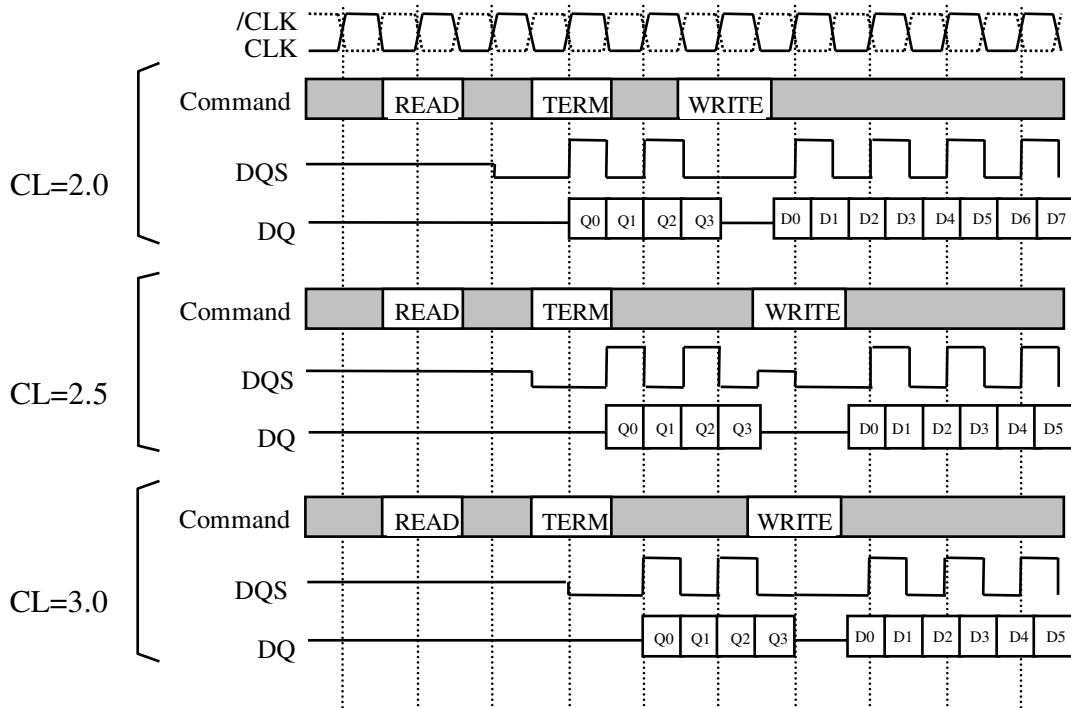 /CLK
CLK
Command READ TERM WRITE
CL=2.0
DQS
DQ Q0 Q1 Q2 Q3 D0 D1 D2 D3 D4 D5 D6 D7
Command READ TERM WRITE
CL=2.5
DQS
DQ Q0 Q1 Q2 Q3 D0 D1 D2 D3 D4 D5
Command READ TERM WRITE
CL=3.0
DQS
DQ Q0 Q1 Q2 Q3 D0 D1 D2 D3 D4 D5